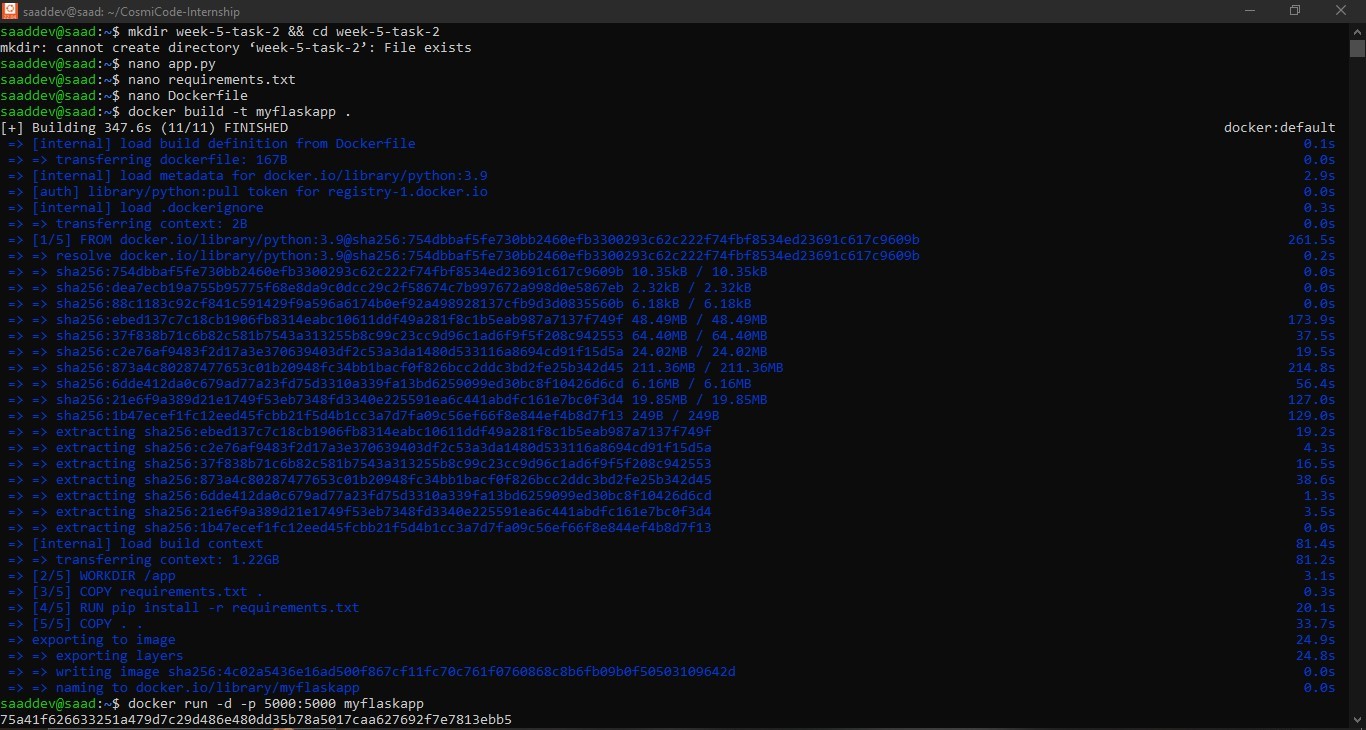 saaddev@saad: ~/CosmiCode-Internship
saaddev@saad:~$ mkdir week-5-task-2 && cd week-5-task-2
mkdir: cannot create directory ‘week-5-task-2’: File exists
saaddev@saad:~$ nano app.py
saaddev@saad:~$ nano requirements.txt
saaddev@saad:~$ nano Dockerfile
saaddev@saad:~$ docker build -t myflaskapp .
[+] Building 347.6s (11/11) FINISHED docker:default
=> [internal] load build definition from Dockerfile 0.1s
=> => transferring dockerfile: 167B 0.0s
=> [internal] load metadata for docker.io/library/python:3.9 2.9s
=> [auth] library/python:pull token for registry-1.docker.io 0.0s
=> [internal] load .dockerignore 0.3s
=> => transferring context: 2B 0.0s
=> [1/5] FROM docker.io/library/python:3.9@sha256:754dbbaf5fe730bb2460efb3300293c62c222f74fbf8534ed23691c617c9609b 261.5s
=> => resolve docker.io/library/python:3.9@sha256:754dbbaf5fe730bb2460efb3300293c62c222f74fbf8534ed23691c617c9609b 0.2s
=> => sha256:754dbbaf5fe730bb2460efb3300293c62c222f74fbf8534ed23691c617c9609b 10.35kB / 10.35kB 0.0s
=> => sha256:dea7ecb19a755b95775f68e8da9c0dcc29c2f58674c7b997672a998d0e5867eb 2.32kB / 2.32kB 0.0s
=> => sha256:88c1183c92cf841c591429f9a596a6174b0ef92a498928137cfb9d3d0835560b 6.18kB / 6.18kB 0.0s
=> => sha256:ebed137c7c18cb1906fb8314eabc10611ddf49a281f8c1b5eab987a7137f749f 48.49MB / 48.49MB 173.9s
=> => sha256:37f838b71c6b82c581b7543a313255b8c99c23cc9d96c1ad6f9f5f208c942553 64.40MB / 64.40MB 37.5s
=> => sha256:c2e76af9483f2d17a3e370639403df2c53a3da1480d533116a8694cd91f15d5a 24.02MB / 24.02MB 19.5s
=> => sha256:873a4c80287477653c01b20948fc34bb1bacf0f826bcc2ddc3bd2fe25b342d45 211.36MB / 211.36MB 214.8s
=> => sha256:6dde412da0c679ad77a23fd75d3310a339fa13bd6259099ed30bc8f10426d6cd 6.16MB / 6.16MB 56.4s
=> => sha256:21e6f9a389d21e1749f53eb7348fd3340e225591ea6c441abdfc161e7bc0f3d4 19.85MB / 19.85MB 127.0s
=> => sha256:1b47ecef1fc12eed45fcbb21f5d4b1cc3a7d7fa09c56ef66f8e844ef4b8d7f13 249B / 249B 129.0s
=> => extracting sha256:ebed137c7c18cb1906fb8314eabc10611ddf49a281f8c1b5eab987a7137f749f 19.2s
=> => extracting sha256:c2e76af9483f2d17a3e370639403df2c53a3da1480d533116a8694cd91f15d5a 4.3s
=> => extracting sha256:37f838b71c6b82c581b7543a313255b8c99c23cc9d96c1ad6f9f5f208c942553 16.5s
=> => extracting sha256:873a4c80287477653c01b20948fc34bb1bacf0f826bcc2ddc3bd2fe25b342d45 38.6s
=> => extracting sha256:6dde412da0c679ad77a23fd75d3310a339fa13bd6259099ed30bc8f10426d6cd 1.3s
=> => extracting sha256:21e6f9a389d21e1749f53eb7348fd3340e225591ea6c441abdfc161e7bc0f3d4 3.5s
=> => extracting sha256:1b47ecef1fc12eed45fcbb21f5d4b1cc3a7d7fa09c56ef66f8e844ef4b8d7f13 0.0s
=> [internal] load build context 81.4s
=> => transferring context: 1.22GB 81.2s
=> [2/5] WORKDIR /app 3.1s
=> [3/5] COPY requirements.txt . 0.3s
=> [4/5] RUN pip install -r requirements.txt 20.1s
=> [5/5] COPY . . 33.7s
=> exporting to image 24.9s
=> => exporting layers 24.8s
=> => writing image sha256:4c02a5436e16ad500f867cf11fc70c761f0760868c8b6fb09b0f50503109642d 0.0s
=> => naming to docker.io/library/myflaskapp 0.0s
saaddev@saad:~$ docker run -d -p 5000:5000 myflaskapp
75a41f626633251a479d7c29d486e480dd35b78a5017caa627692f7e7813ebb5